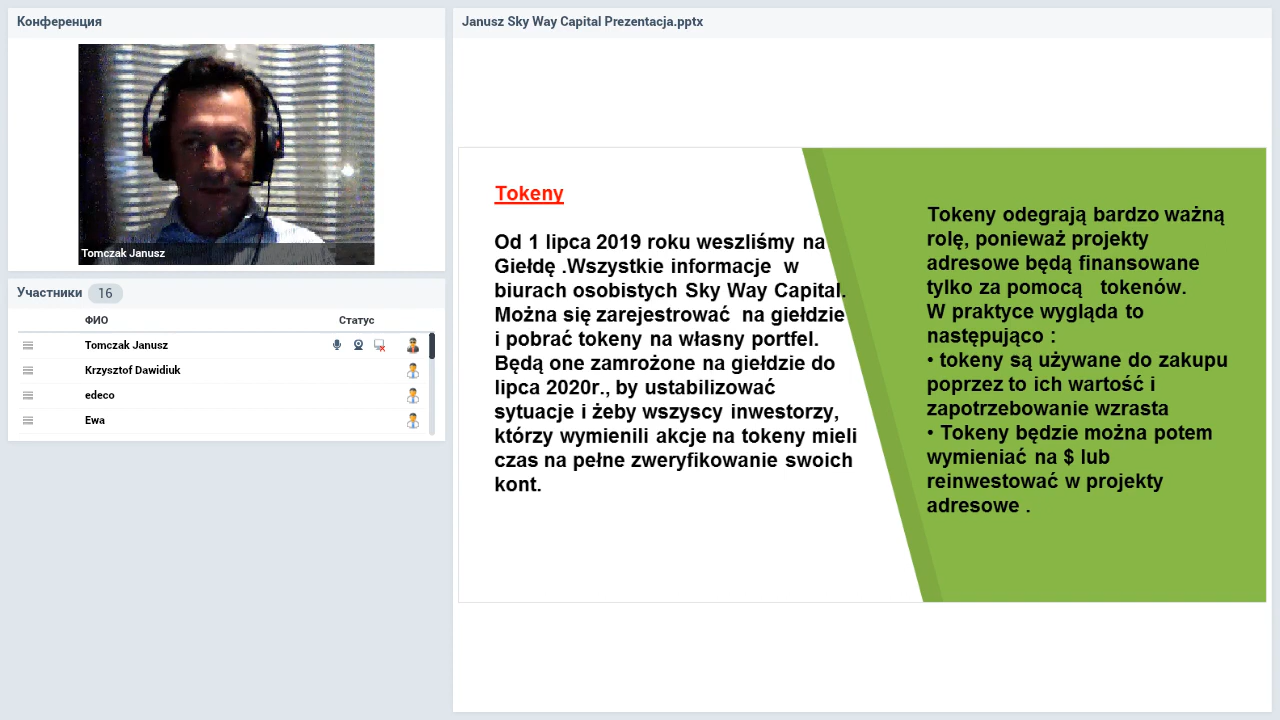 Конференция
Tomczak Janusz
Участники 16
ФИО Статус
Tomczak Janusz
Krzysztof Dawidiuk
edeco
Ewa
Janusz Sky Way Capital Prezentacja.pptx
Tokeny
Od 1 lipca 2019 roku weszliśmy na
Giełdę .Wszystkie informacje w
biurach osobistych Sky Way Capital.
Można się zarejestrować na giełdzie
i pobrać tokeny na własny portfel.
Będą one zamrożone na giełdzie do
lipca 2020r., by ustabilizować
sytuacje i żeby wszyscy inwestorzy,
którzy wymienili akcje na tokeny mieli
czas na pełne zweryfikowanie swoich
kont.
Tokeny odegrają bardzo ważną
rolę, ponieważ projekty
adresowe będą finansowane
tylko za pomocą tokenów.
W praktyce wygląda to
następująco :
• tokeny są używane do zakupu
poprzez to ich wartość i
zapotrzebowanie wzrasta
• Tokeny będzie można potem
wymieniać na $ lub
reinwestować w projekty
adresowe .